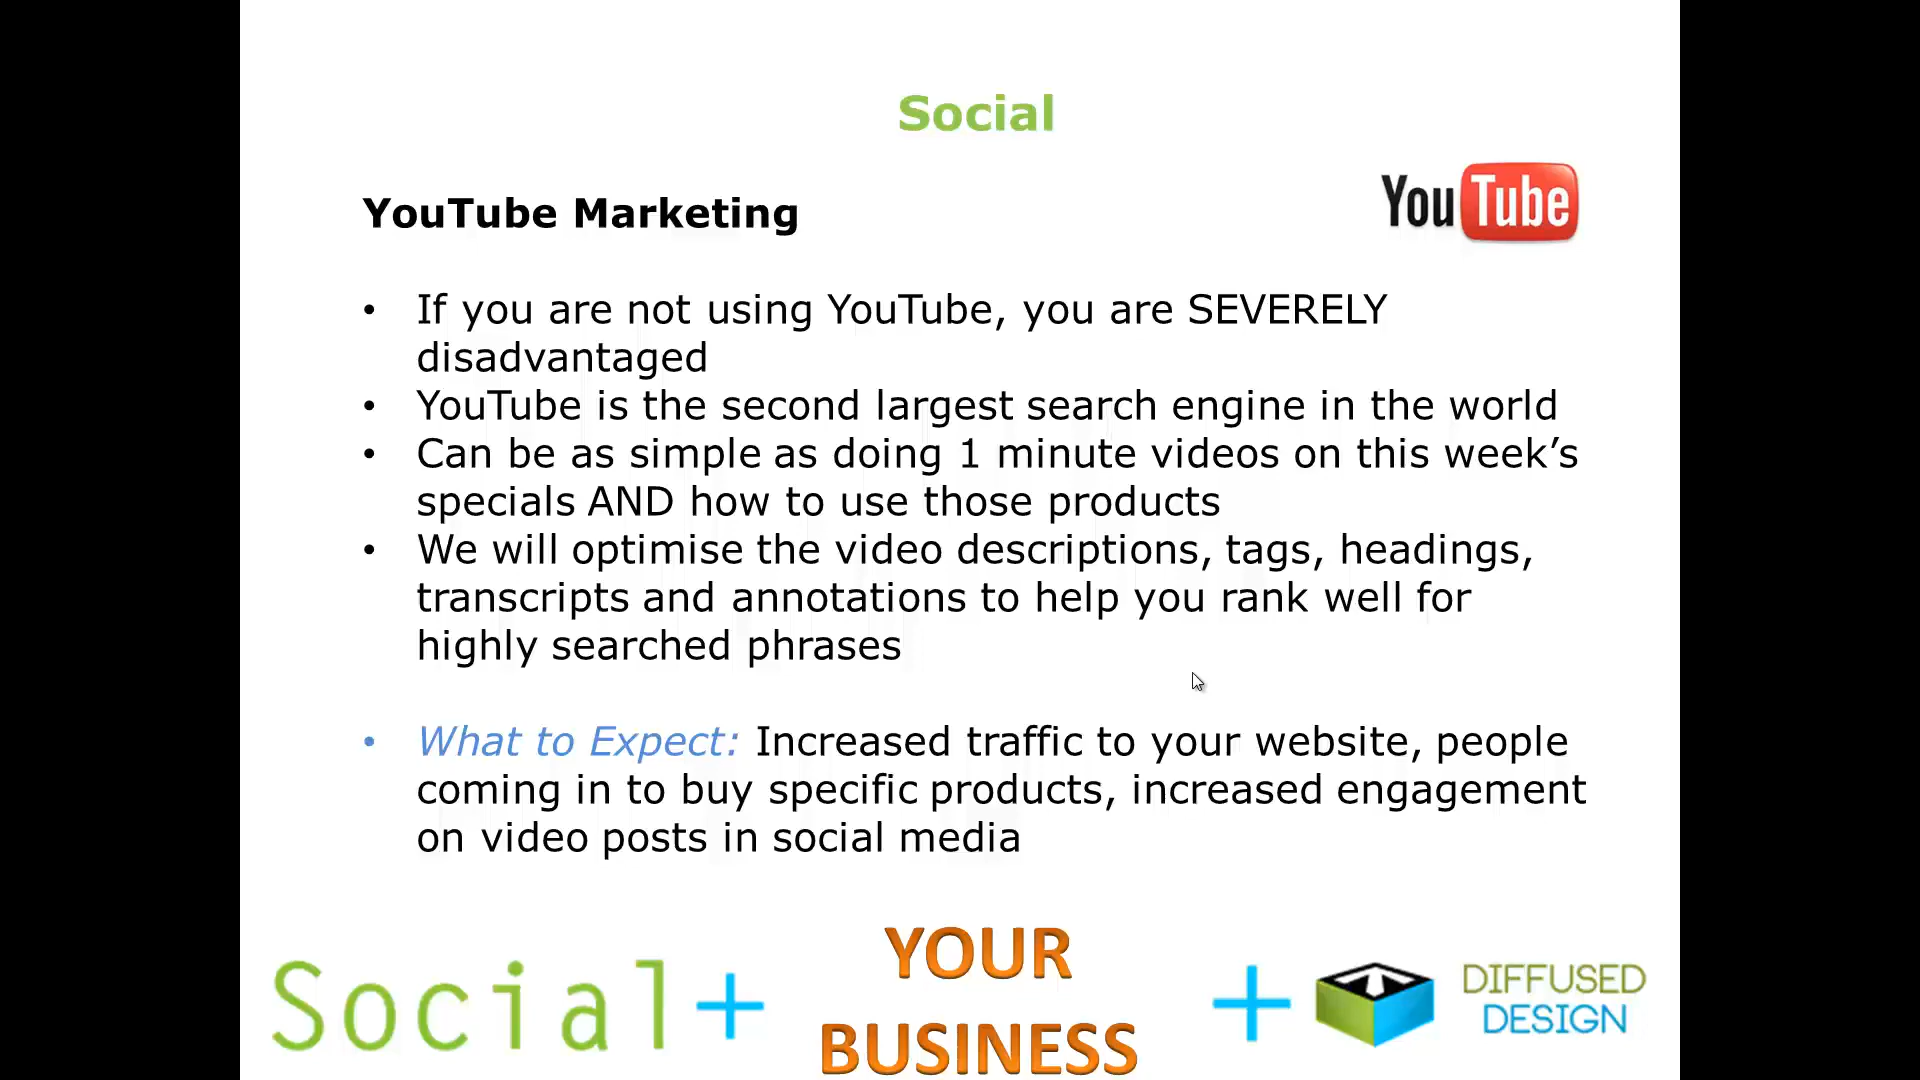 Social
YouTube Marketing
YouTube
• If you are not using YouTube, you are SEVERELY
disadvantaged
• YouTube is the second largest search engine in the world
• Can be as simple as doing 1 minute videos on this week’s
specials AND how to use those products
• We will optimise the video descriptions, tags, headings,
transcripts and annotations to help you rank well for
highly searched phrases
• What to Expect: Increased traffic to your website, people
coming in to buy specific products, increased engagement
on video posts in social media
Social+
YOUR
BUSINESS
+
DIFFUSED
DESIGN